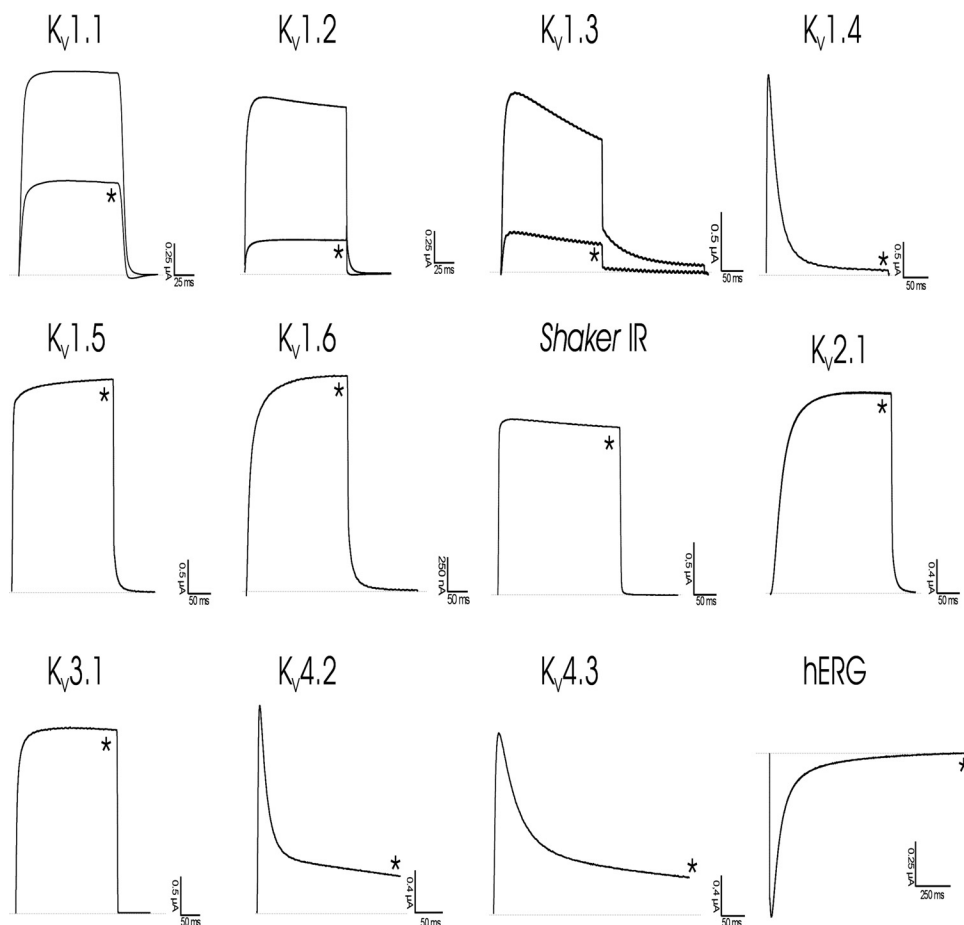 Kv1.1 Kv1.2 Kv1.3 Kv1.4
* * * *
0.25 µA 0.25 µA 0.5 µA 0.5 µA
25 ms 25 ms 50 ms 50 ms
Kv1.5 Kv1.6 Shaker IR Kv2.1
* * * *
0.5 µA 250 nA 0.5 µA 0.4 µA
50 ms 50 ms 50 ms 50 ms
Kv3.1 Kv4.2 Kv4.3 hERG
* * * *
0.5 µA 0.4 µA 0.4 µA 0.25 µA
50 ms 50 ms 50 ms 250 ms